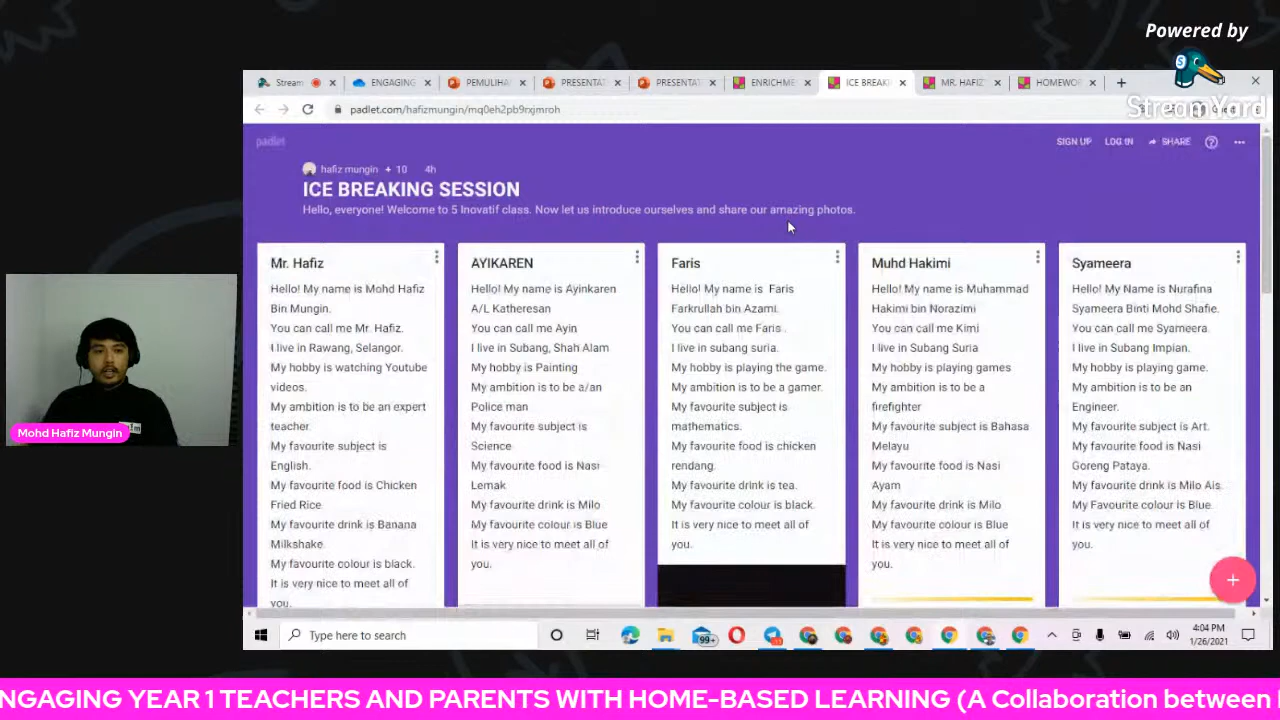 Powered by
StreamYard
Stream
ENGAGING
PEMULIHA
PRESENTAT
PRESENTAT
ENRICHME
ICE BREAKI
MR. HAFIZ'
HOMEWOR
padlet.com/hafizmungin/mq0eh2pb9rxjmroh
padlet
SIGN UP LOG IN SHARE
hafiz mungin + 10 4h
ICE BREAKING SESSION
Hello, everyone! Welcome to 5 Inovatif class. Now let us introduce ourselves and share our amazing photos.
Mr. Hafiz
Hello! My name is Mohd Hafiz
Bin Mungin.
You can call me Mr. Hafiz.
I live in Rawang, Selangor.
My hobby is watching Youtube
videos.
My ambition is to be an expert
teacher.
My favourite subject is
English.
My favourite food is Chicken
Fried Rice
My favourite drink is Banana
Milkshake.
My favourite colour is black.
It is very nice to meet all of
you.
AYIKAREN
Hello! My name is Ayinkaren
A/L Katheresan
You can call me Ayin
I live in Subang, Shah Alam
My hobby is Painting
My ambition is to be a/an
Police man
My favourite subject is
Science
My favourite food is Nasi
Lemak
My favourite drink is Milo
My favourite colour is Blue
It is very nice to meet all of
you.
Faris
Hello! My name is Faris
Farkrullah bin Azami.
You can call me Faris .
I live in subang suria.
My hobby is playing the game.
My ambition is to be a gamer.
My favourite subject is
mathematics.
My favourite food is chicken
rendang.
My favourite drink is tea.
My favourite colour is black.
It is very nice to meet all of
you.
Muhd Hakimi
Hello! My name is Muhammad
Hakimi bin Norazimi
You can call me Kimi
I live in Subang Suria
My hobby is playing games
My ambition is to be a
firefighter
My favourite subject is Bahasa
Melayu
My favourite food is Nasi
Ayam
My favourite drink is Milo
My favourite colour is Blue
It is very nice to meet all of
you.
Syameera
Hello! My Name is Nurafina
Syameera Binti Mohd Shafie.
You can call me Syameera.
I live in Subang Impian.
My hobby is playing game.
My ambition is to be an
Engineer.
My favourite subject is Art.
My favourite food is Nasi
Goreng Pataya.
My favourite drink is Milo Ais.
My Favourite colour is Blue.
It is very nice to meet all of
you.
Mohd Hafiz Mungin
Type here to search
99+
4:04 PM
1/26/2021
NGAGING YEAR 1 TEACHERS AND PARENTS WITH HOME-BASED LEARNING (A Collaboration between